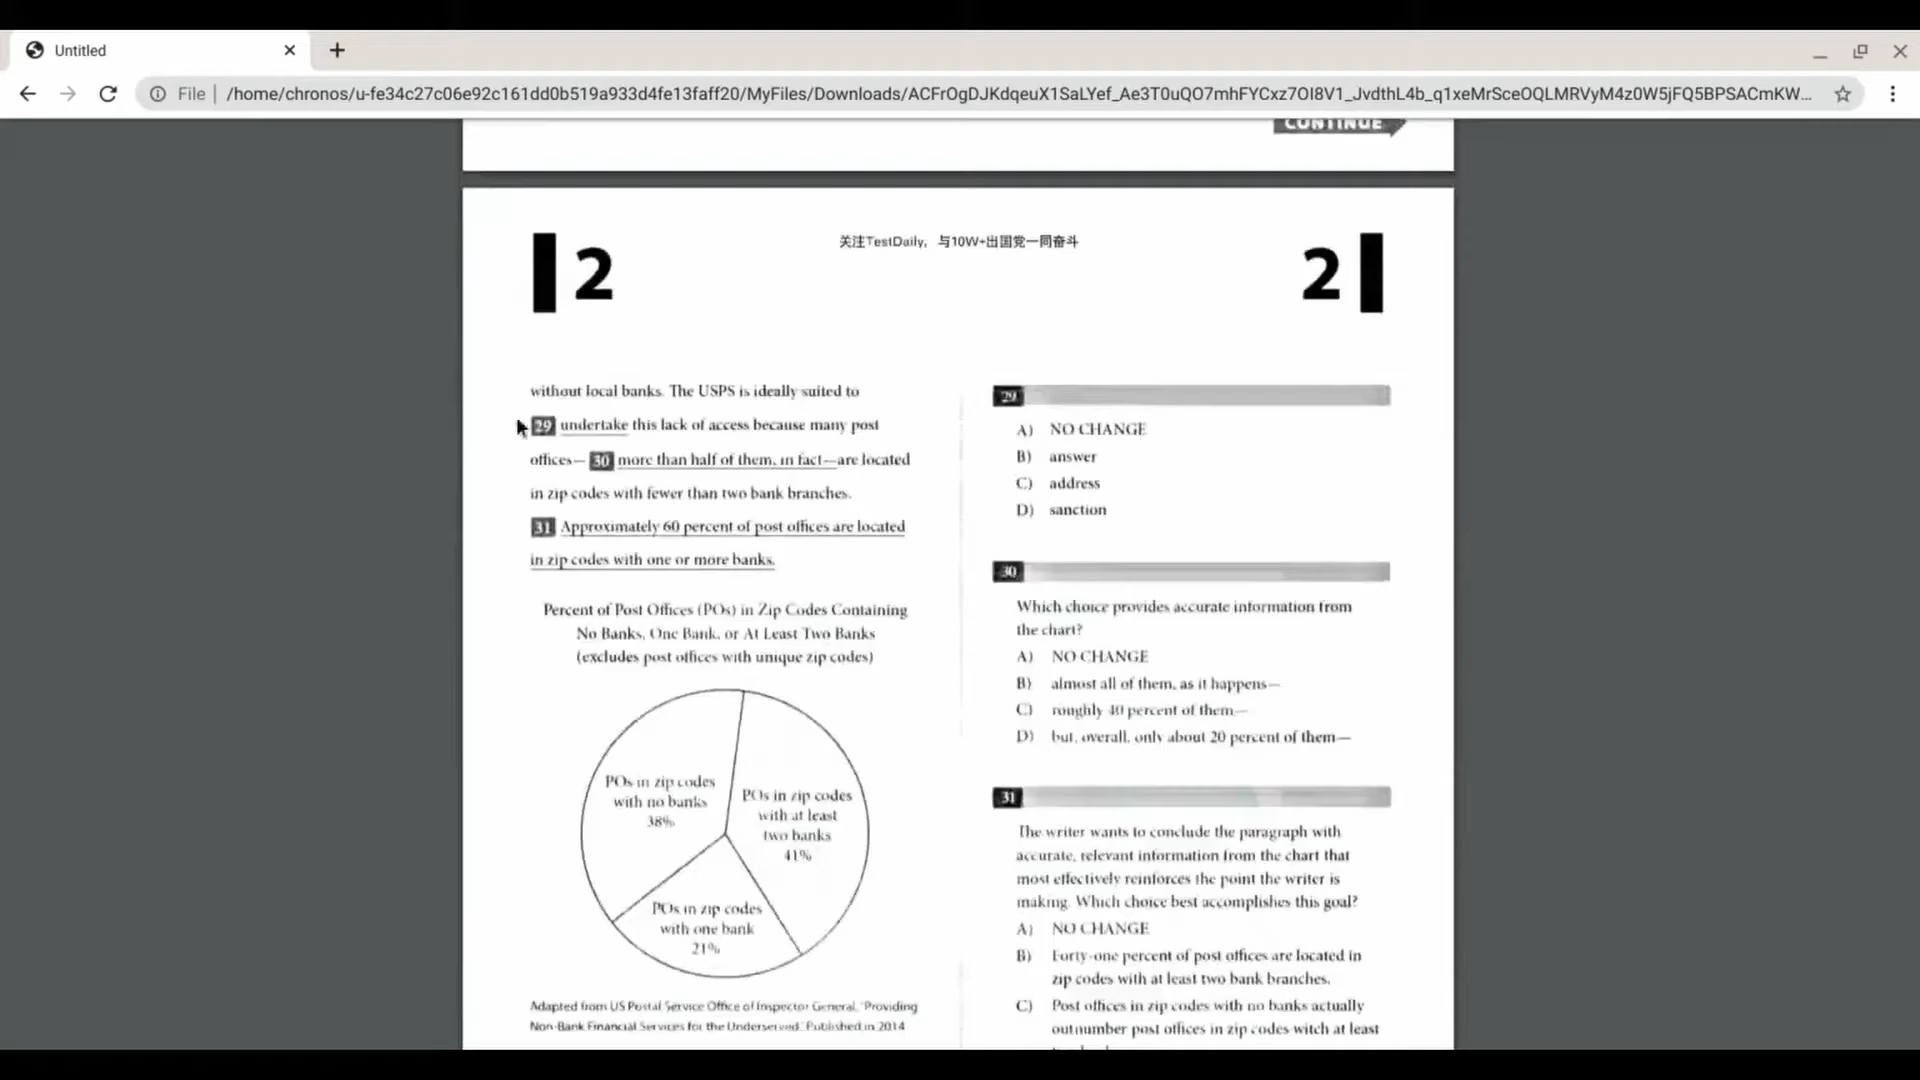 Untitled
File
/home/chronos/u-fe34c27c06e92c161dd0b519a933d4fe13faff20/MyFiles/Downloads/ACFrOgDJKdqeuX1SaLYef_Ae3T0uQO7mhFYCxz7OI8V1_JvdthL4b_q1xeMrSceOQLMRVyM4z0W5jFQ5BPSACmKW...
CONTINUE
2
关注TestDaily，与10W+出国党一同奋斗
2
without local banks. The USPS is ideally suited to
29 undertake this lack of access because many post
offices— 30 more than half of them, in fact—are located
in zip codes with fewer than two bank branches.
31 Approximately 60 percent of post offices are located
in zip codes with one or more banks.
Percent of Post Offices (POs) in Zip Codes Containing
No Banks, One Bank, or At Least Two Banks
(excludes post offices with unique zip codes)
POs in zip codes
with no banks
38%
POs in zip codes
with at least
two banks
41%
POs in zip codes
with one bank
21%
Adapted from US Postal Service Office of Inspector General, "Providing
Non-Bank Financial Services for the Underserved." Published in 2014
29
A) NO CHANGE
B) answer
C) address
D) sanction
30
Which choice provides accurate information from
the chart?
A) NO CHANGE
B) almost all of them, as it happens—
C) roughly 40 percent of them—
D) but, overall, only about 20 percent of them—
31
The writer wants to conclude the paragraph with
accurate, relevant information from the chart that
most effectively reinforces the point the writer is
making. Which choice best accomplishes this goal?
A) NO CHANGE
B) Forty-one percent of post offices are located in
zip codes with at least two bank branches.
C) Post offices in zip codes with no banks actually
outnumber post offices in zip codes witch at least